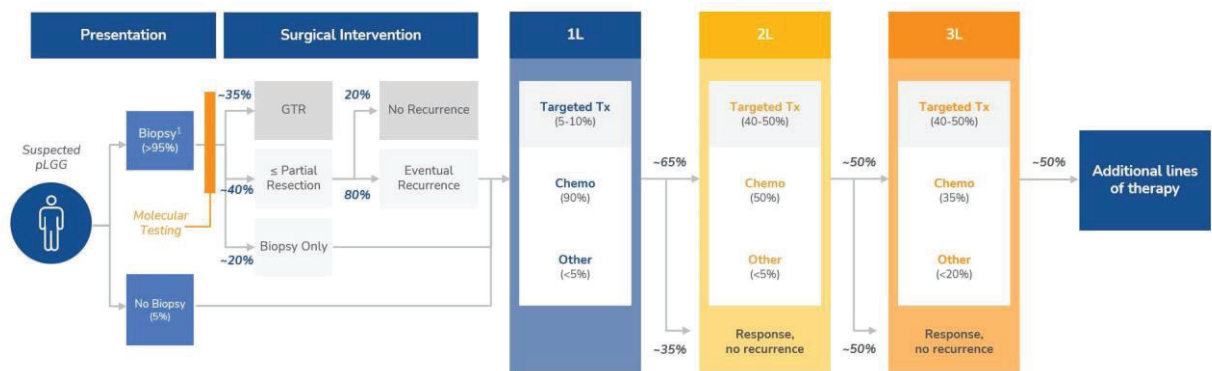 Presentation
Surgical Intervention
1L
2L
3L
Suspected
pLGG
Biopsy1
(>95%)
Molecular
Testing
No Biopsy
(5%)
~35%
~40%
~20%
GTR
≤ Partial
Resection
Biopsy Only
20%
80%
No Recurrence
Eventual
Recurrence
Targeted Tx
(5-10%)
Chemo
(90%)
Other
(<5%)
~65%
~35%
Targeted Tx
(40-50%)
Chemo
(50%)
Other
(<5%)
Response,
no recurrence
~50%
~50%
Targeted Tx
(40-50%)
Chemo
(35%)
Other
(<20%)
Response,
no recurrence
~50%
Additional lines
of therapy